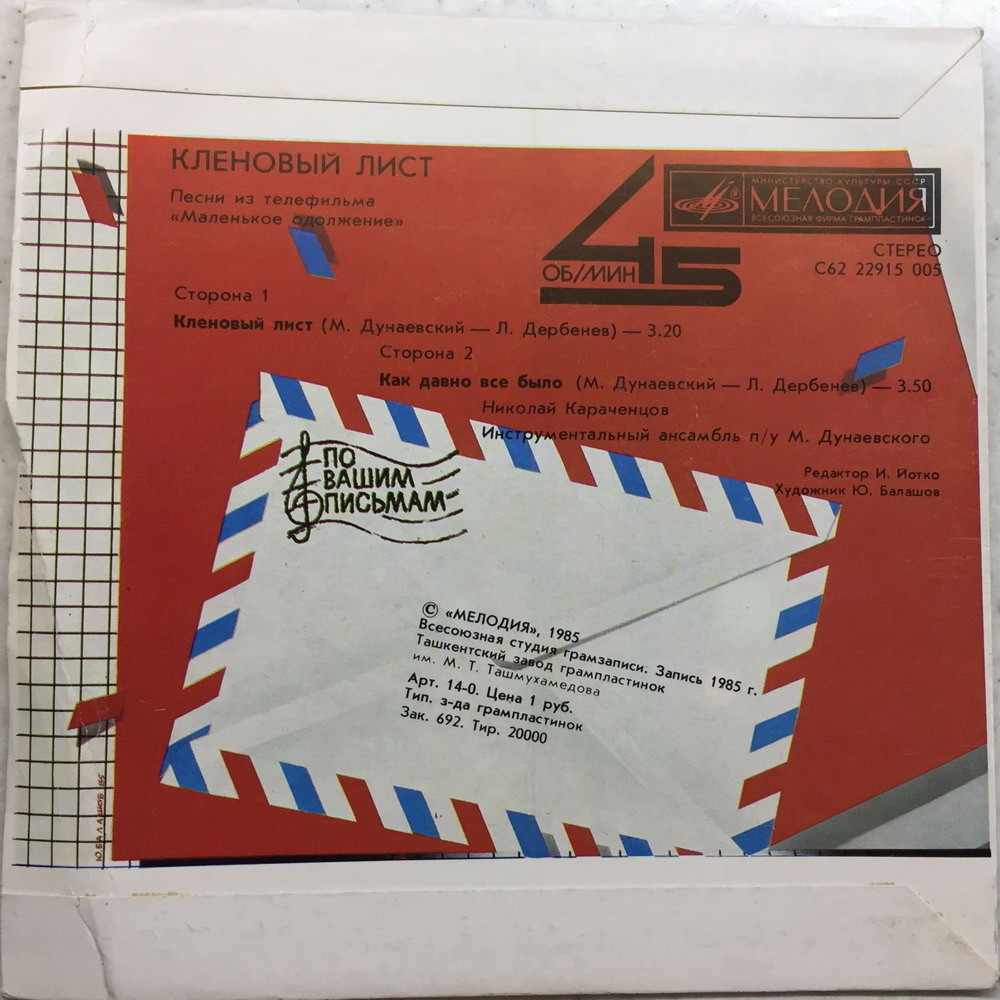 КЛЕНОВЫЙ ЛИСТ
Песни из телефильма
«Маленькое одолжение»
45
ОБ/МИН
МИНИСТЕРСТВО КУЛЬТУРЫ СССР
МЕЛОДИЯ
ВСЕСОЮЗНАЯ ФИРМА ГРАМПЛАСТИНОК
СТЕРЕО
С62 22915 005
Сторона 1
Кленовый лист (М. Дунаевский — Л. Дербенев) — 3.20
Сторона 2
Как давно все было (М. Дунаевский — Л. Дербенев) — 3.50
Николай Караченцов
Инструментальный ансамбль п/у М. Дунаевского
Редактор И. Йотко
Художник Ю. Балашов
ПО
ВАШИМ
ПИСЬМАМ
© «МЕЛОДИЯ», 1985
Всесоюзная студия грамзаписи. Запись 1985 г.
Ташкентский завод грампластинок
им. М. Т. Ташмухамедова
Арт. 14-0. Цена 1 руб.
Тип. з-да грампластинок
Зак. 692. Тир. 20000
Ю. БАЛАШОВ 85